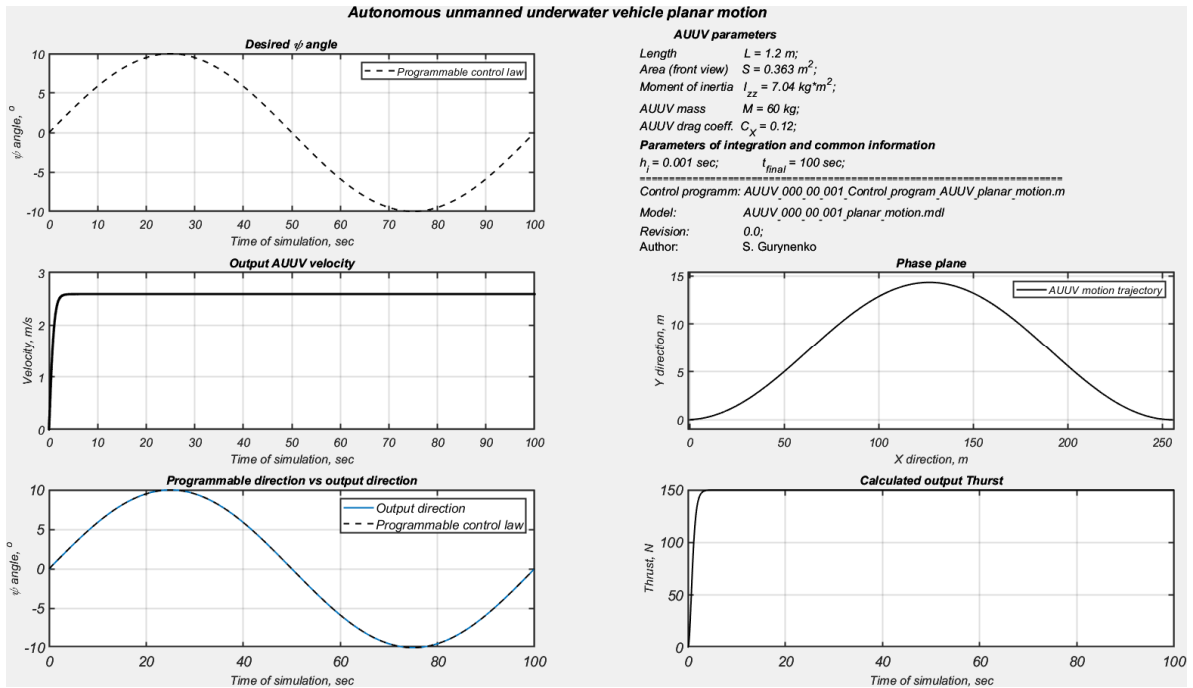 Autonomous unmanned underwater vehicle planar motion
Desired ψ angle
Programmable control law
ψ angle, °
10
5
0
-5
-10
0 10 20 30 40 50 60 70 80 90 100
Time of simulation, sec
AUUV parameters
Length L = 1.2 m;
Area (front view) S = 0.363 m²;
Moment of inertia I_zz = 7.04 kg*m²;
AUUV mass M = 60 kg;
AUUV drag coeff. C_X = 0.12;
Parameters of integration and common information
h_i = 0.001 sec; t_final = 100 sec;
==========================================================================
Control programm: AUUV_000_00_001_Control_program_AUUV_planar_motion.m
Model: AUUV_000_00_001_planar_motion.mdl
Revision: 0.0;
Author: S. Gurynenko
Output AUUV velocity
Velocity, m/s
3
2
1
0
0 10 20 30 40 50 60 70 80 90 100
Time of simulation, sec
Phase plane
AUUV motion trajectory
Y direction, m
15
10
5
0
0 50 100 150 200 250
X direction, m
Programmable direction vs output direction
Output direction
Programmable control law
ψ angle, °
10
5
0
-5
-10
0 20 40 60 80 100
Time of simulation, sec
Calculated output Thurst
Thrust, N
150
100
50
0
0 20 40 60 80 100
Time of simulation, sec